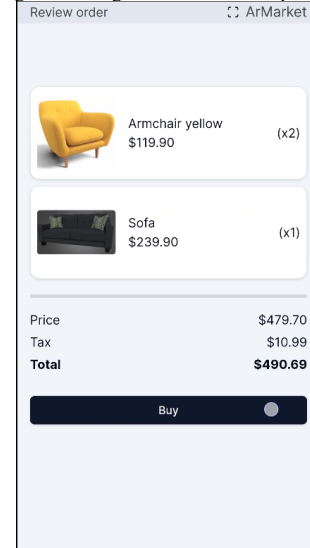 Review order
ArMarket
Armchair yellow
$119.90
(x2)
Sofa
$239.90
(x1)
Price $479.70
Tax $10.99
Total $490.69
Buy